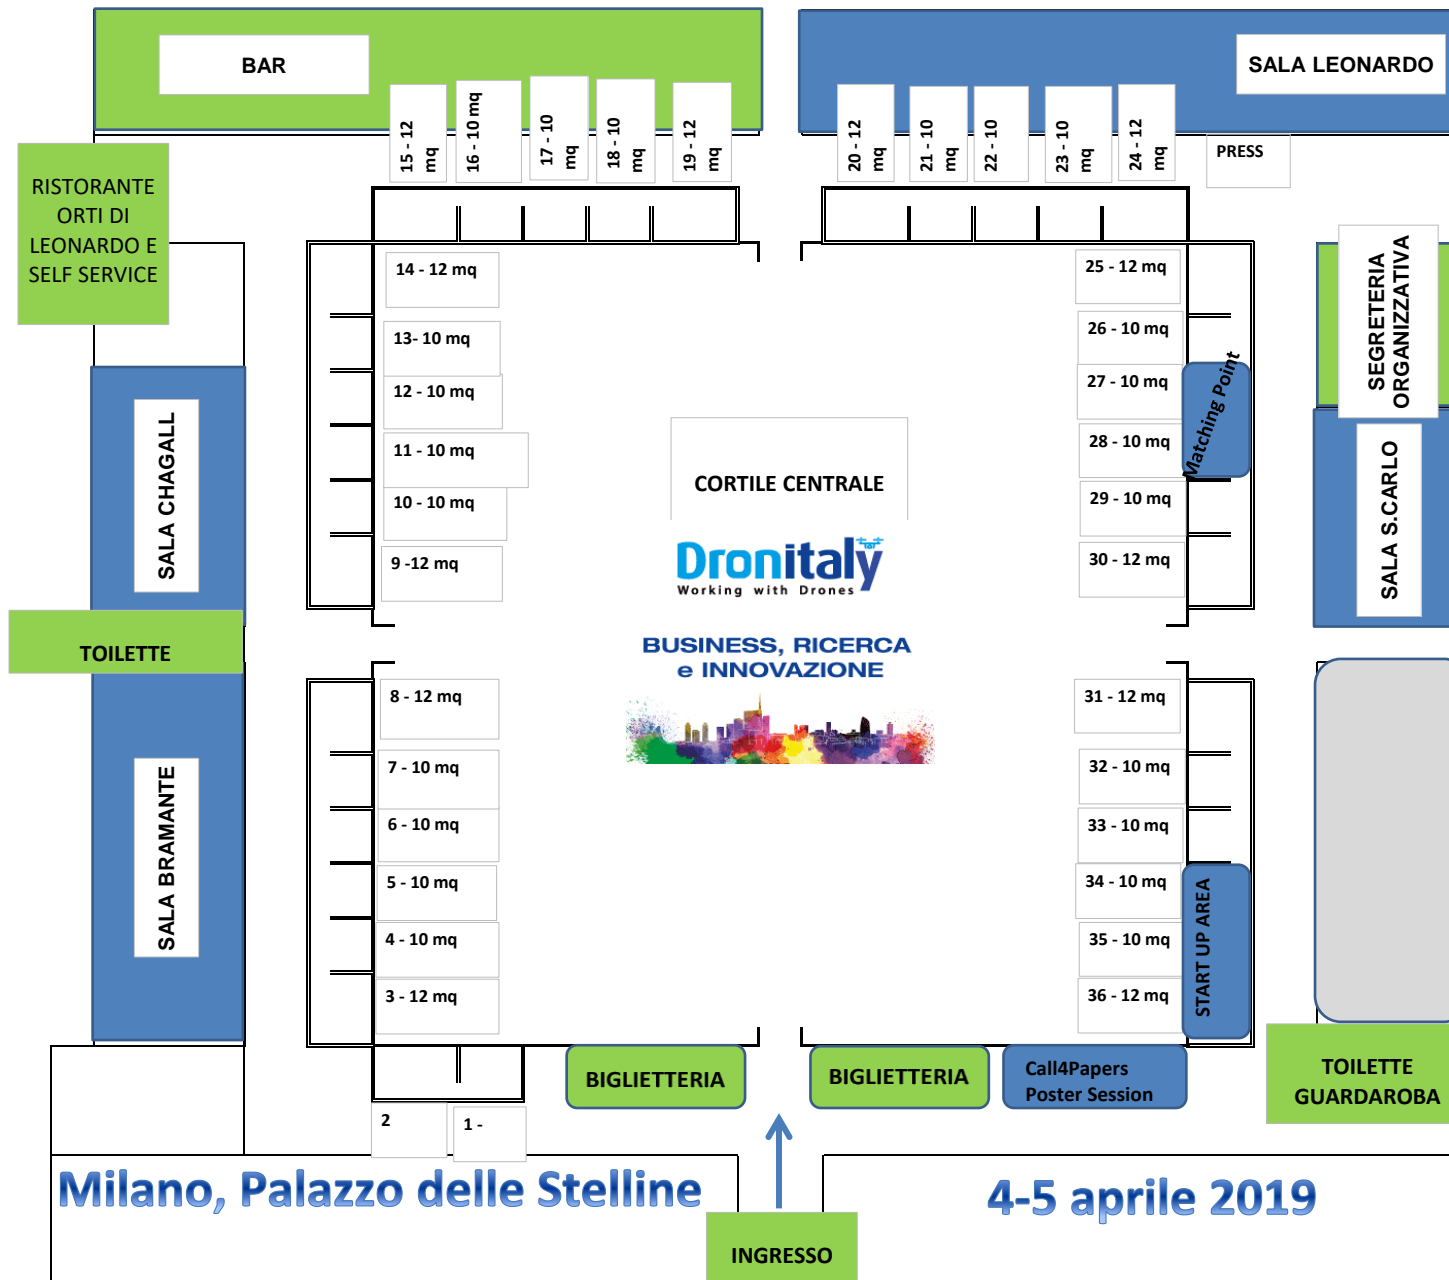 BAR
SALA LEONARDO
15 - 12
mq
16 - 10 mq
17 - 10
mq
18 - 10
mq
19 - 12
mq
20 - 12
mq
21 - 10
mq
22 - 10
23 - 10
mq
24 - 12
mq
PRESS
RISTORANTE
ORTI DI
LEONARDO E
SELF SERVICE
SEGRETERIA
ORGANIZZATIVA
14 - 12 mq
13- 10 mq
12 - 10 mq
11 - 10 mq
10 - 10 mq
9 -12 mq
25 - 12 mq
26 - 10 mq
27 - 10 mq
28 - 10 mq
29 - 10 mq
30 - 12 mq
Matching Point
SALA CHAGALL
SALA S.CARLO
CORTILE CENTRALE
Dronitaly
Working with Drones
BUSINESS, RICERCA
e INNOVAZIONE
TOILETTE
SALA BRAMANTE
8 - 12 mq
7 - 10 mq
6 - 10 mq
5 - 10 mq
4 - 10 mq
3 - 12 mq
31 - 12 mq
32 - 10 mq
33 - 10 mq
34 - 10 mq
35 - 10 mq
36 - 12 mq
START UP AREA
BIGLIETTERIA
BIGLIETTERIA
Call4Papers
Poster Session
TOILETTE
GUARDAROBA
2
1 -
Milano, Palazzo delle Stelline
4-5 aprile 2019
INGRESSO